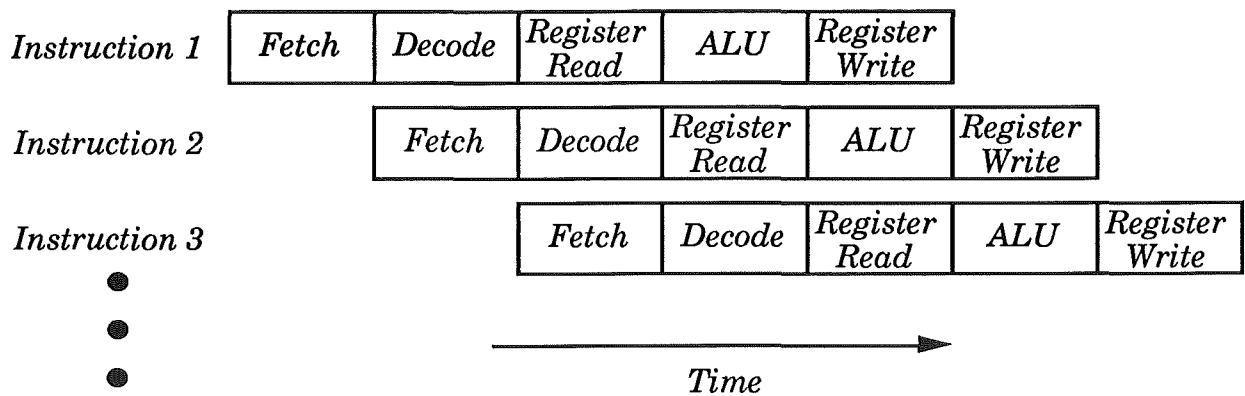 Instruction 1 Fetch Decode Register Read ALU Register Write
Instruction 2 Fetch Decode Register Read ALU Register Write
Instruction 3 Fetch Decode Register Read ALU Register Write
Time